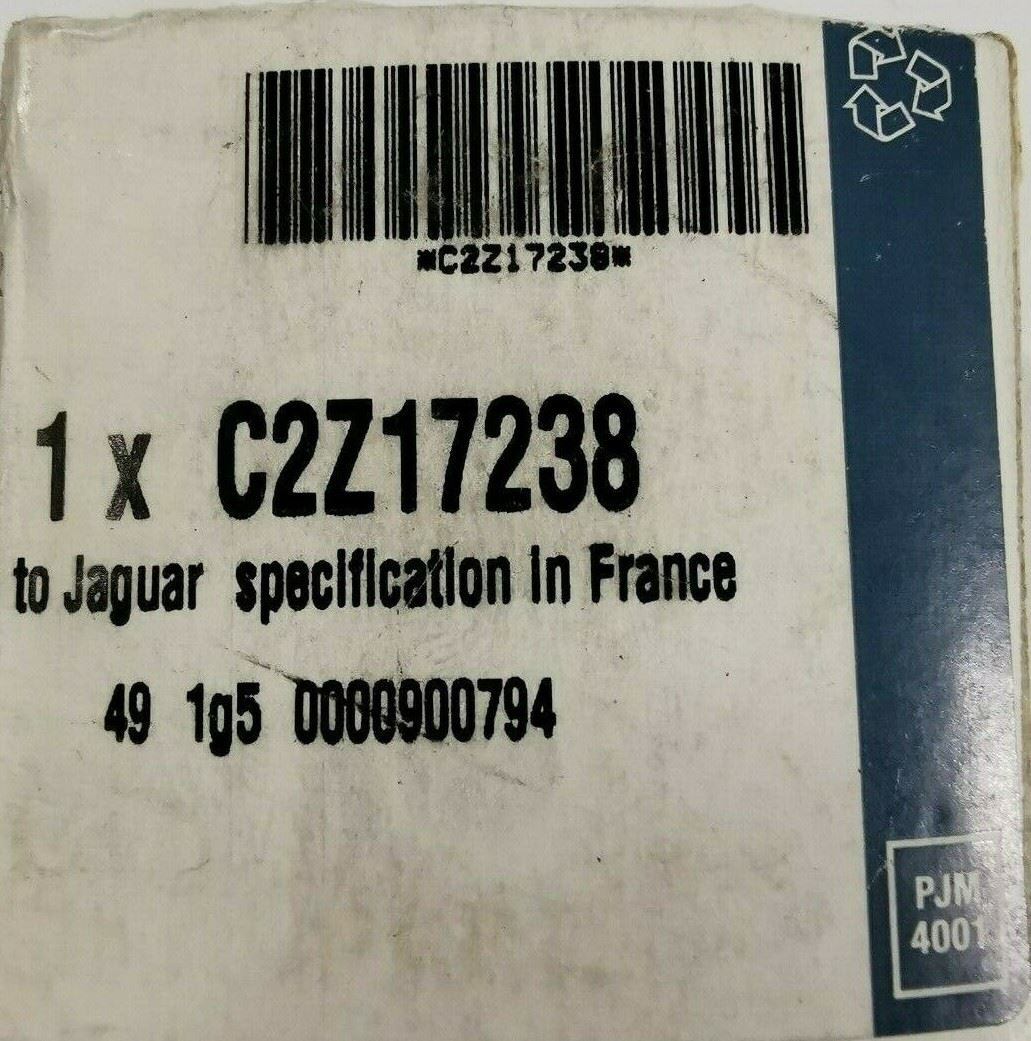 *C2Z17238*
1 x C2Z17238
to Jaguar specification in France
49 1g5 0000900794
PJM
4001